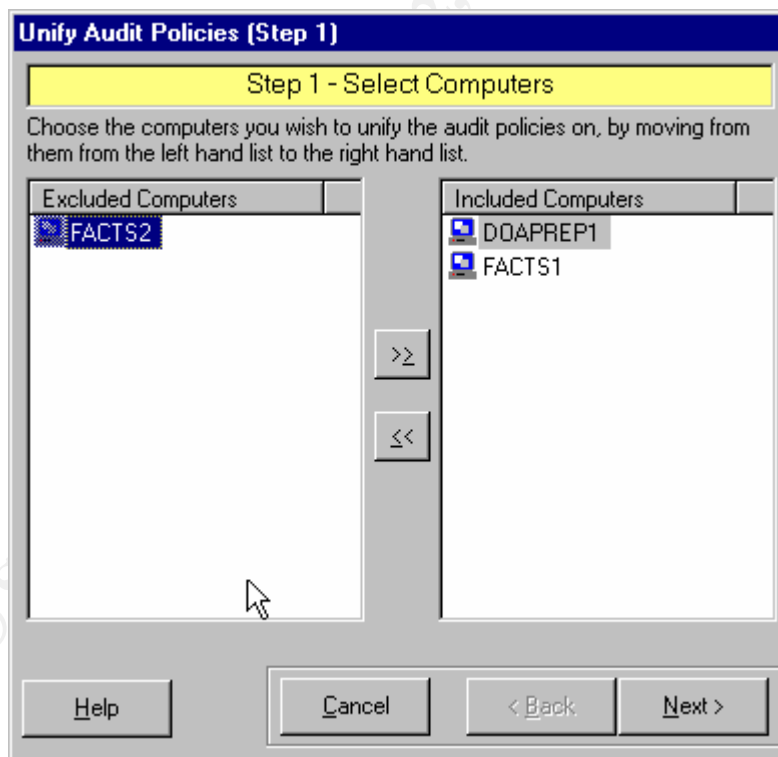 Unify Audit Policies (Step 1)
Step 1 - Select Computers
Choose the computers you wish to unify the audit policies on, by moving from
them from the left hand list to the right hand list.
Excluded Computers
FACTS2
Included Computers
DOAPREP1
FACTS1
>>
<<
Help
Cancel
< Back
Next >